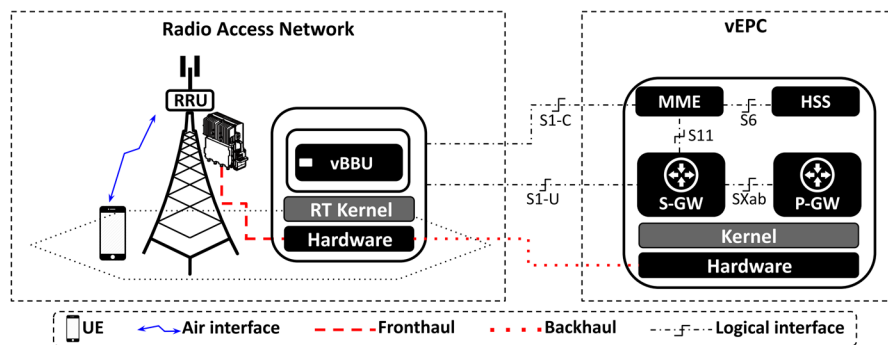 Radio Access Network
vEPC
RRU
MME
HSS
S1-C
S6
S11
vBBU
S1-U
S-GW
SXab
P-GW
RT Kernel
Kernel
Hardware
Hardware
UE
Air interface
Fronthaul
Backhaul
Logical interface